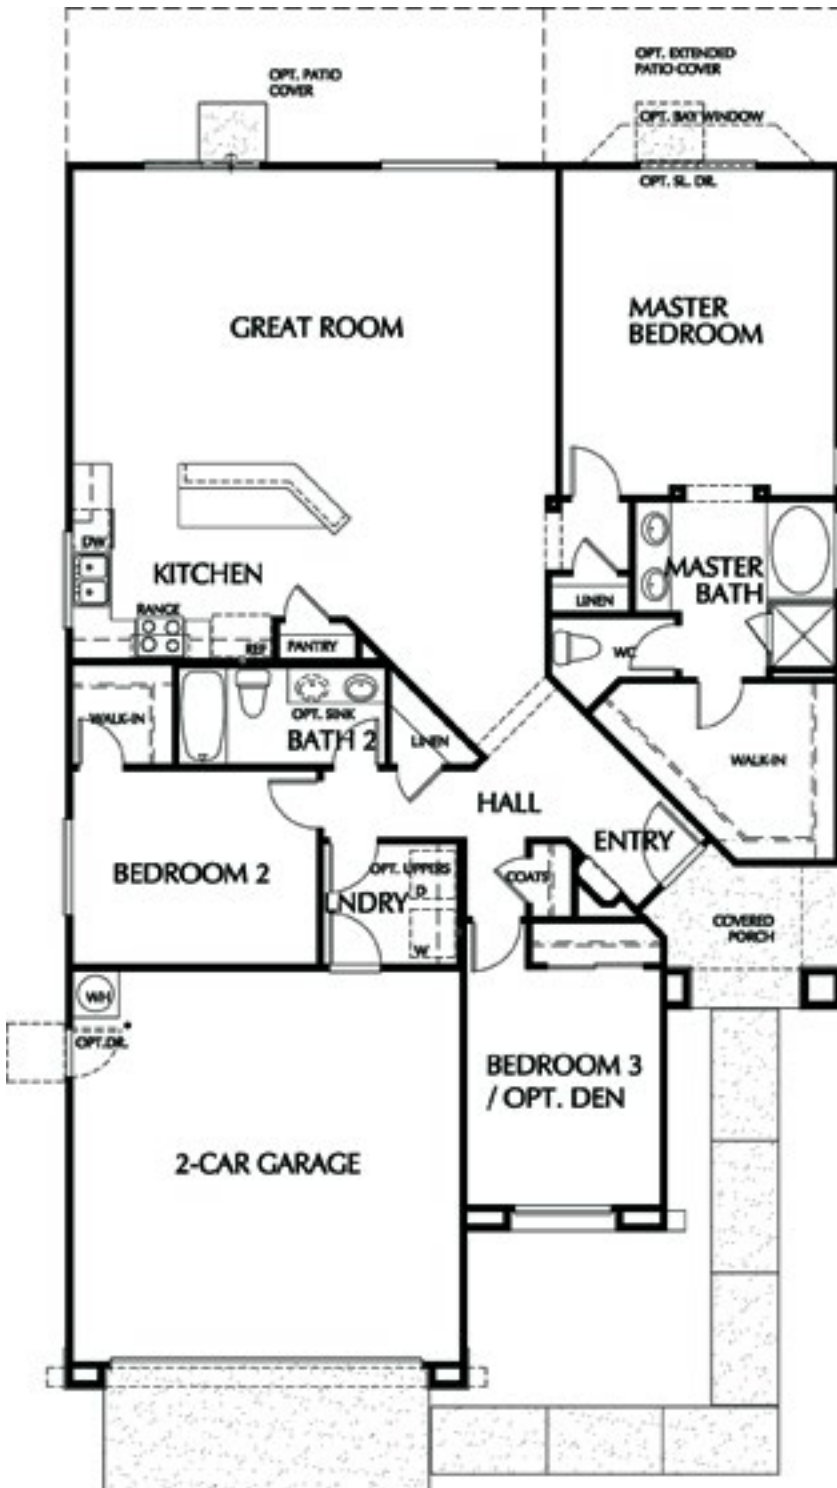 OPT. PATIO
COVER
OPT. EXTENDED
PATIO COVER
OPT. BAY WINDOW
OPT. SL. DR.
GREAT ROOM
MASTER
BEDROOM
DW
KITCHEN
RANGE
REF
PANTRY
LINEN
MASTER
BATH
WC
WALK-IN
OPT. SINK
BATH 2
LINEN
WALK-IN
HALL
ENTRY
BEDROOM 2
OPT. UPPERS
D
LNDRY
W
COATS
COVERED
PORCH
WH
OPT. DR.
BEDROOM 3
/ OPT. DEN
2-CAR GARAGE